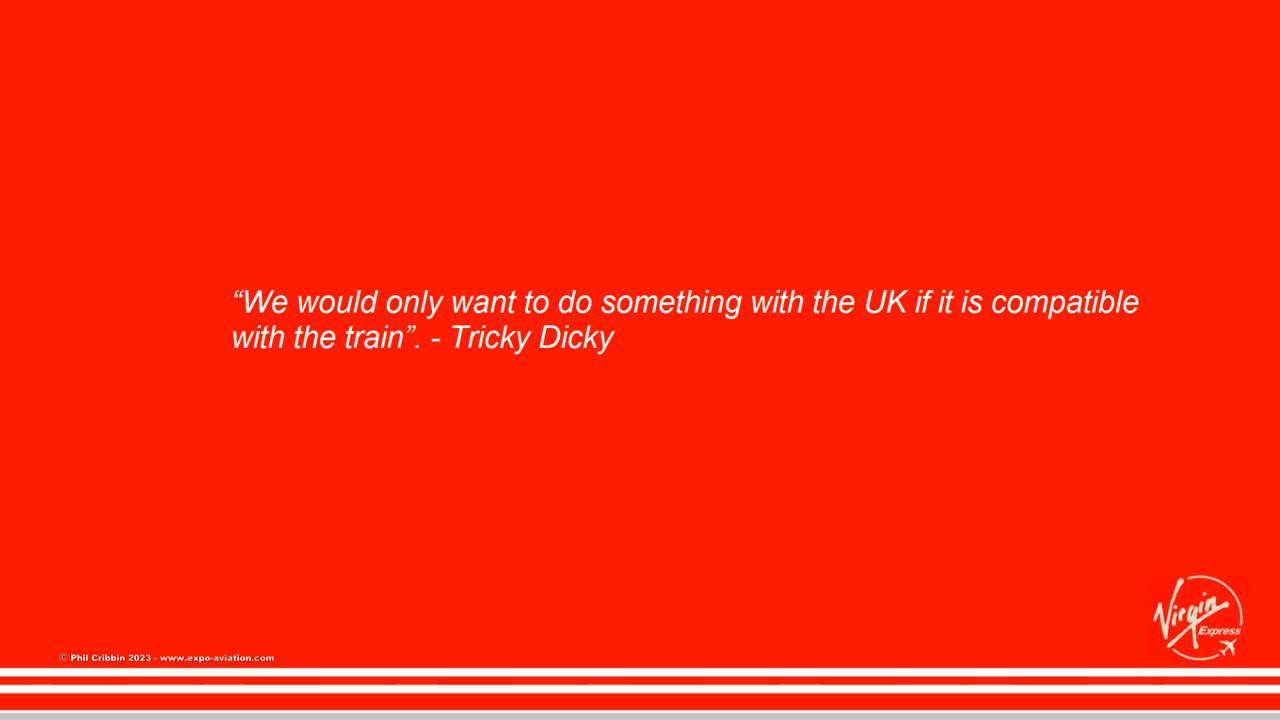 “We would only want to do something with the UK if it is compatible
with the train”. - Tricky Dicky
Virgin
Express
© Phil Cribbin 2023 - www.expo-aviation.com